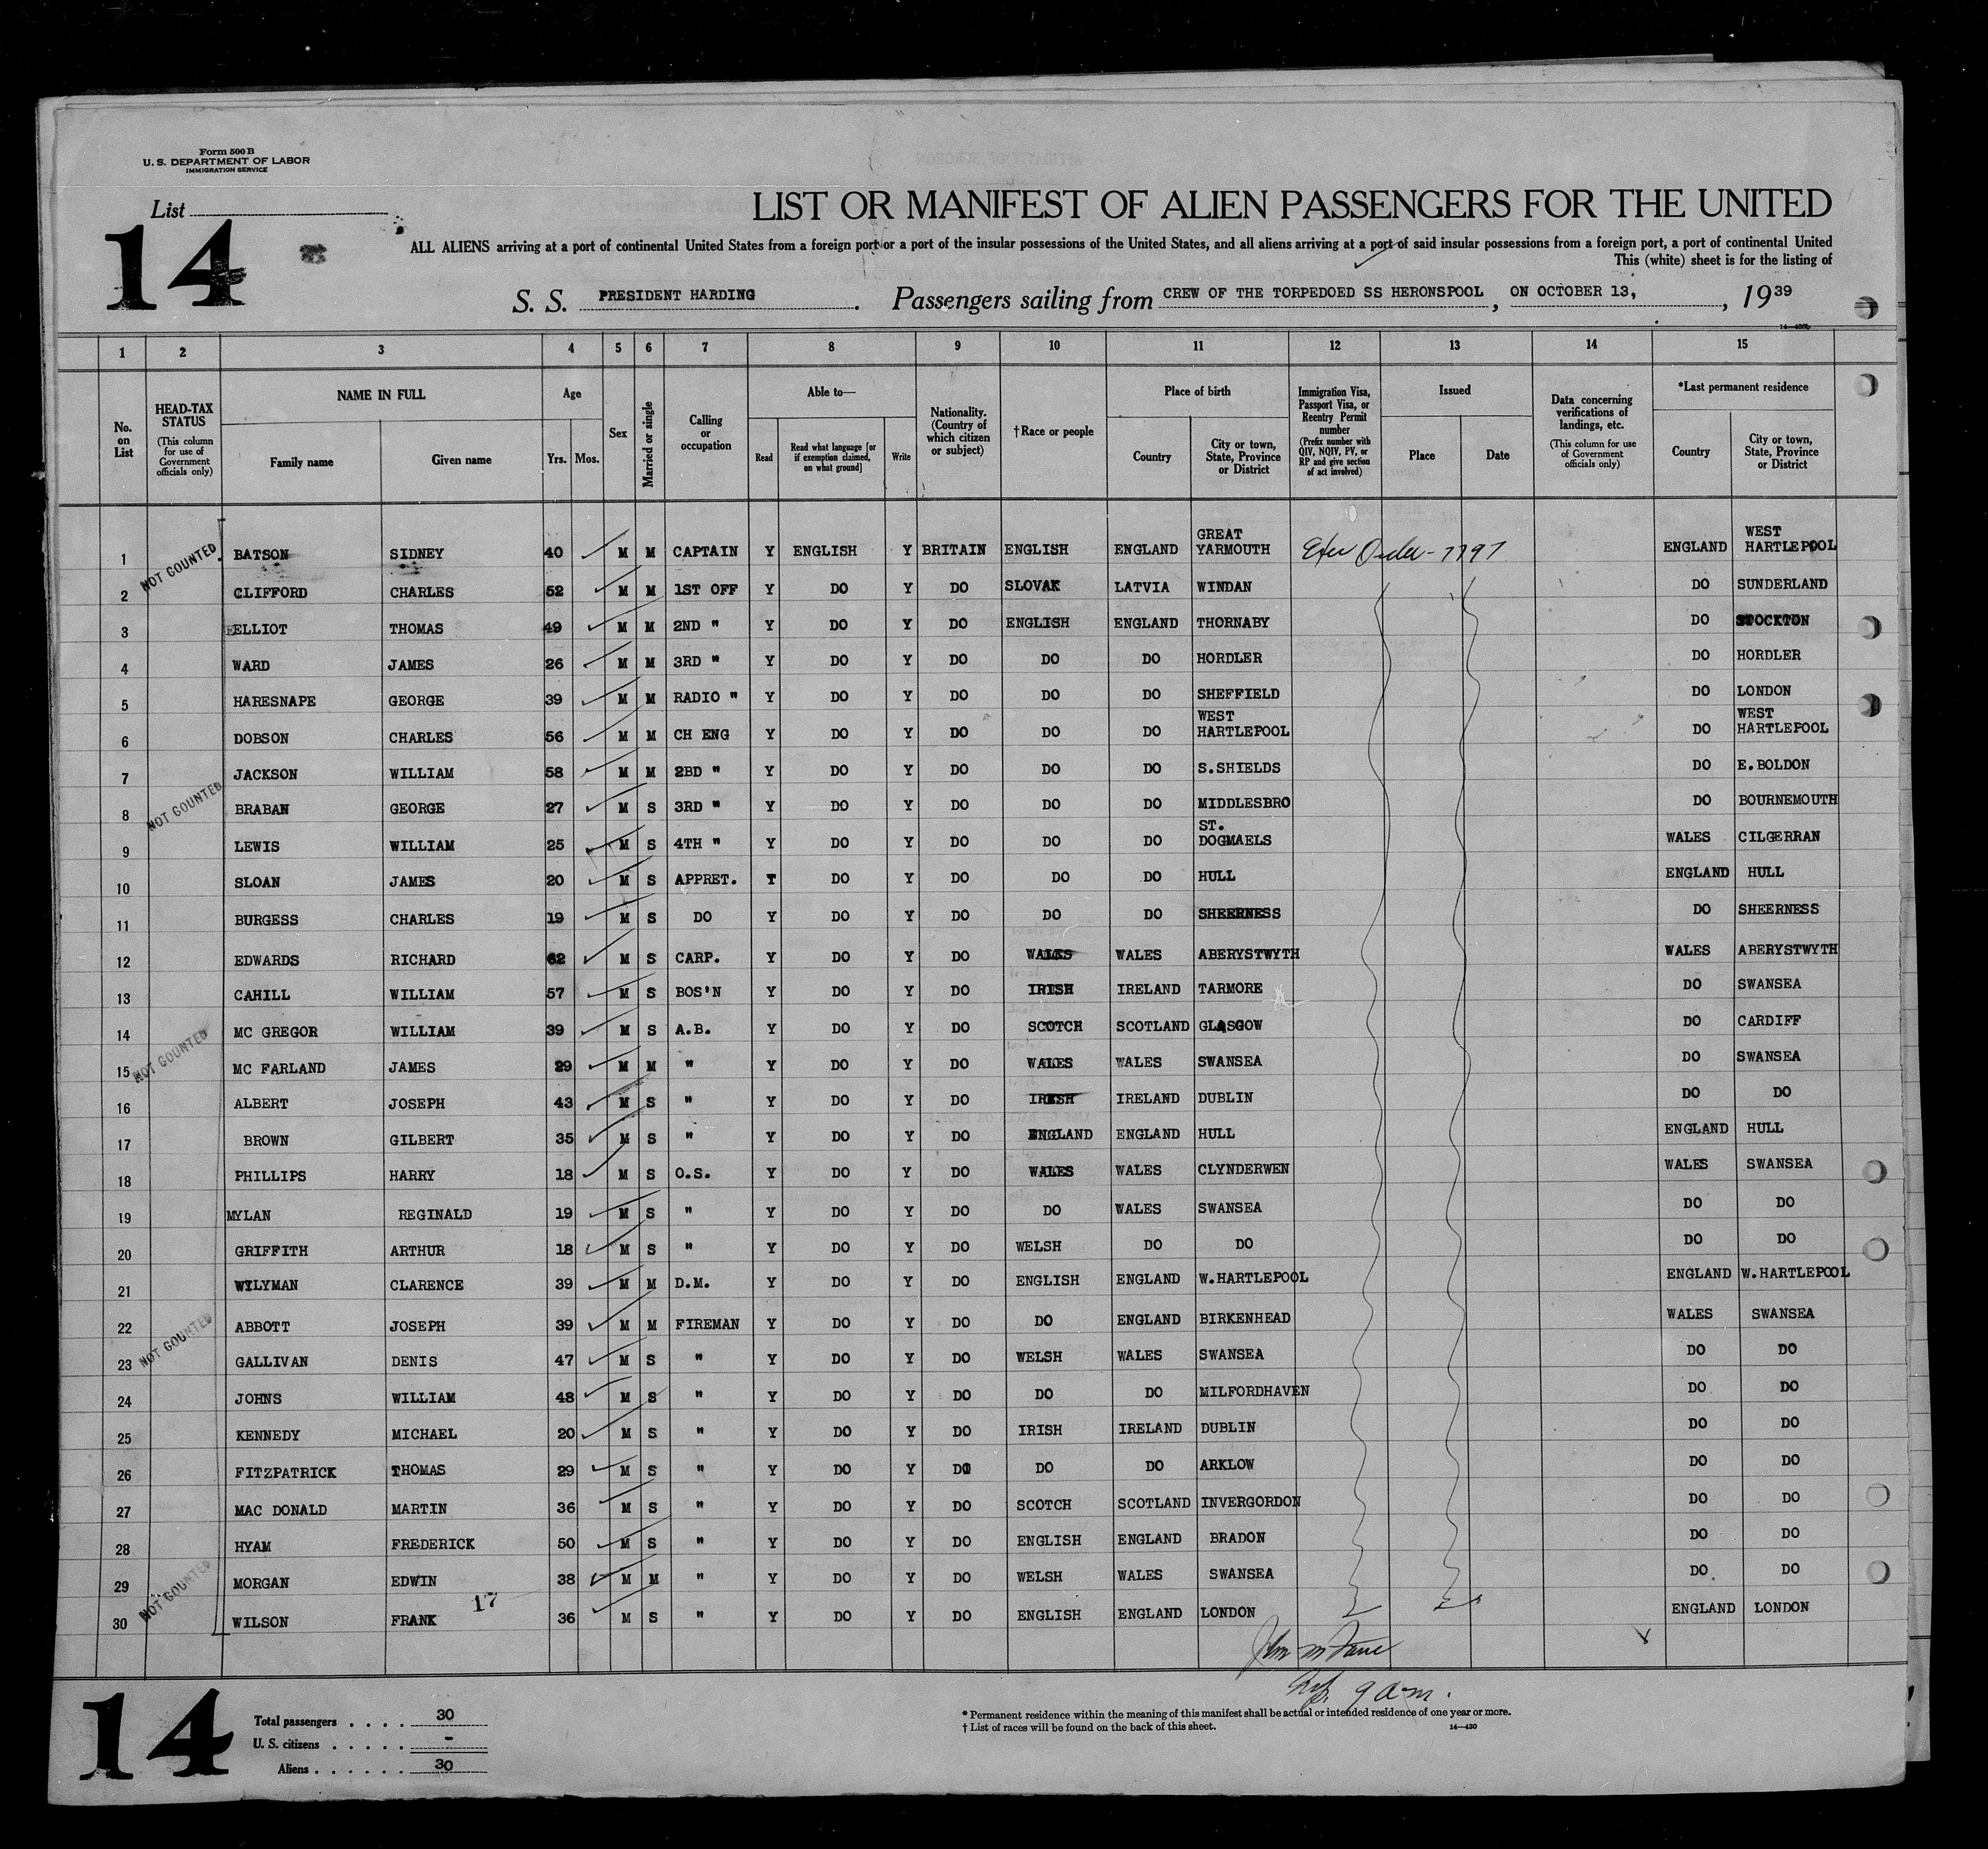 Form 500 B
U. S. DEPARTMENT OF LABOR
IMMIGRATION SERVICE
List
14
LIST OR MANIFEST OF ALIEN PASSENGERS FOR THE UNITED
ALL ALIENS arriving at a port of continental United States from a foreign port or a port of the insular possessions of the United States, and all aliens arriving at a port of said insular possessions from a foreign port, a port of continental United
This (white) sheet is for the listing of
S. S. PRESIDENT HARDING. Passengers sailing from CREW OF THE TORPEDOED SS HERONSPOOL, ON OCTOBER 13, , 1939
1 2 3 4 5 6 7 8 9 10 11 12 13 14 15
No. on List
HEAD-TAX STATUS (This column for use of Government officials only)
NAME IN FULL
Family name
Given name
Age
Yrs. Mos.
Sex
Married or single
Calling or occupation
Able to—
Read
Read what language [or if exemption claimed, on what ground]
Write
Nationality. (Country of which citizen or subject)
†Race or people
Place of birth
Country
City or town, State, Province or District
Immigration Visa, Passport Visa, or Reentry Permit number (Prefix number with QIV, NQIV, PV, or RP and give section of act involved)
Issued
Place
Date
Data concerning verifications of landings, etc. (This column for use of Government officials only)
*Last permanent residence
Country
City or town, State, Province or District
1 NOT COUNTED BATSON SIDNEY 40 M M CAPTAIN Y ENGLISH Y BRITAIN ENGLISH ENGLAND GREAT YARMOUTH ENGLAND WEST HARTLEPOOL
2 CLIFFORD CHARLES 52 M M 1ST OFF Y DO Y DO SLOVAK LATVIA WINDAN DO SUNDERLAND
3 ELLIOT THOMAS 49 M M 2ND " Y DO Y DO ENGLISH ENGLAND THORNABY DO STOCKTON
4 WARD JAMES 26 M M 3RD " Y DO Y DO DO DO HORDLER DO HORDLER
5 HARESNAPE GEORGE 39 M M RADIO " Y DO Y DO DO DO SHEFFIELD DO LONDON
6 DOBSON CHARLES 56 M M CH ENG Y DO Y DO DO DO WEST HARTLEPOOL DO WEST HARTLEPOOL
7 JACKSON WILLIAM 58 M M 2BD " Y DO Y DO DO DO S.SHIELDS DO E.BOLDON
8 NOT COUNTED BRABAN GEORGE 27 M S 3RD " Y DO Y DO DO DO MIDDLESBRO DO BOURNEMOUTH
9 LEWIS WILLIAM 25 M S 4TH " Y DO Y DO DO DO ST. DOGMAELS WALES CILGERRAN
10 SLOAN JAMES 20 M S APPRET. T DO Y DO DO DO HULL ENGLAND HULL
11 BURGESS CHARLES 19 M S DO Y DO Y DO DO DO SHEERNESS DO SHEERNESS
12 EDWARDS RICHARD 62 M S CARP. Y DO Y DO WALES WALES ABERYSTWYTH WALES ABERYSTWYTH
13 CAHILL WILLIAM 57 M S BOS'N Y DO Y DO IRISH IRELAND TARMORE DO SWANSEA
14 MC GREGOR WILLIAM 39 M S A.B. Y DO Y DO SCOTCH SCOTLAND GLASGOW DO CARDIFF
15 NOT COUNTED MC FARLAND JAMES 29 M M " Y DO Y DO WALES WALES SWANSEA DO SWANSEA
16 ALBERT JOSEPH 43 M S " Y DO Y DO IRISH IRELAND DUBLIN DO DO
17 BROWN GILBERT 35 M S " Y DO Y DO ENGLAND ENGLAND HULL ENGLAND HULL
18 PHILLIPS HARRY 18 M S O.S. Y DO Y DO WALES WALES CLYNDERWEN WALES SWANSEA
19 MYLAN REGINALD 19 M S " Y DO Y DO DO WALES SWANSEA DO DO
20 GRIFFITH ARTHUR 18 M S " Y DO Y DO WELSH DO DO DO DO
21 WILYMAN CLARENCE 39 M M D.M. Y DO Y DO ENGLISH ENGLAND W.HARTLEPOOL ENGLAND W.HARTLEPOOL
22 ABBOTT JOSEPH 39 M M FIREMAN Y DO Y DO DO ENGLAND BIRKENHEAD WALES SWANSEA
23 NOT COUNTED GALLIVAN DENIS 47 M S " Y DO Y DO WELSH WALES SWANSEA DO DO
24 JOHNS WILLIAM 48 M S " Y DO Y DO DO DO MILFORDHAVEN DO DO
25 KENNEDY MICHAEL 20 M S " Y DO Y DO IRISH IRELAND DUBLIN DO DO
26 FITZPATRICK THOMAS 29 M S " Y DO Y DO DO DO ARKLOW DO DO
27 MAC DONALD MARTIN 36 M S " Y DO Y DO SCOTCH SCOTLAND INVERGORDON DO DO
28 HYAM FREDERICK 50 M S " Y DO Y DO ENGLISH ENGLAND BRADON DO DO
29 NOT COUNTED MORGAN EDWIN 38 M M " Y DO Y DO WELSH WALES SWANSEA DO DO
30 WILSON FRANK 17 36 M S " Y DO Y DO ENGLISH ENGLAND LONDON ENGLAND LONDON
9 am.
14
Total passengers . . . . 30
U. S. citizens . . . . . -
Aliens . . . . . . 30
* Permanent residence within the meaning of this manifest shall be actual or intended residence of one year or more.
† List of races will be found on the back of this sheet. 14—430